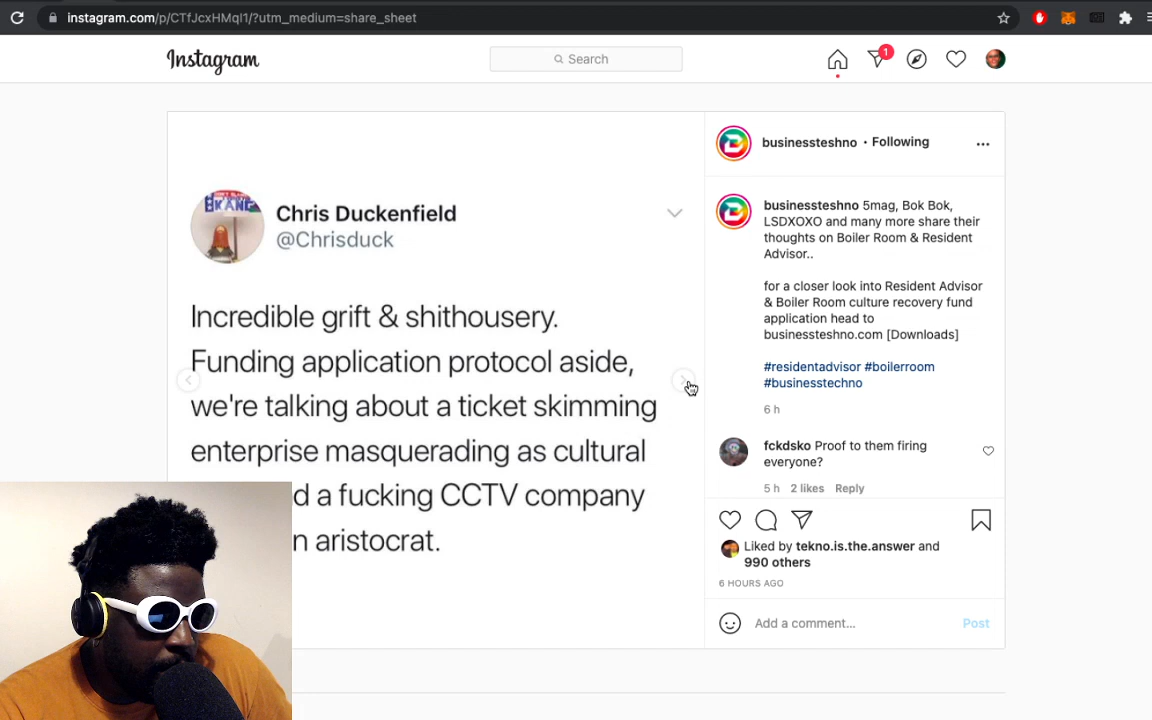 instagram.com/p/CTfJcxHMqI1/?utm_medium=share_sheet
Instagram
Search
1
Chris Duckenfield
@Chrisduck
Incredible grift & shithousery.
Funding application protocol aside,
we're talking about a ticket skimming
enterprise masquerading as cultural
a fucking CCTV company
aristocrat.
businessteshno • Following
businessteshno 5mag, Bok Bok,
LSDXOXO and many more share their
thoughts on Boiler Room & Resident
Advisor..
for a closer look into Resident Advisor
& Boiler Room culture recovery fund
application head to
businessteshno.com [Downloads]
#residentadvisor #boilerroom
#businesstechno
6 h
fckdsko Proof to them firing
everyone?
5 h 2 likes Reply
Liked by tekno.is.the.answer and
990 others
6 HOURS AGO
Add a comment...
Post